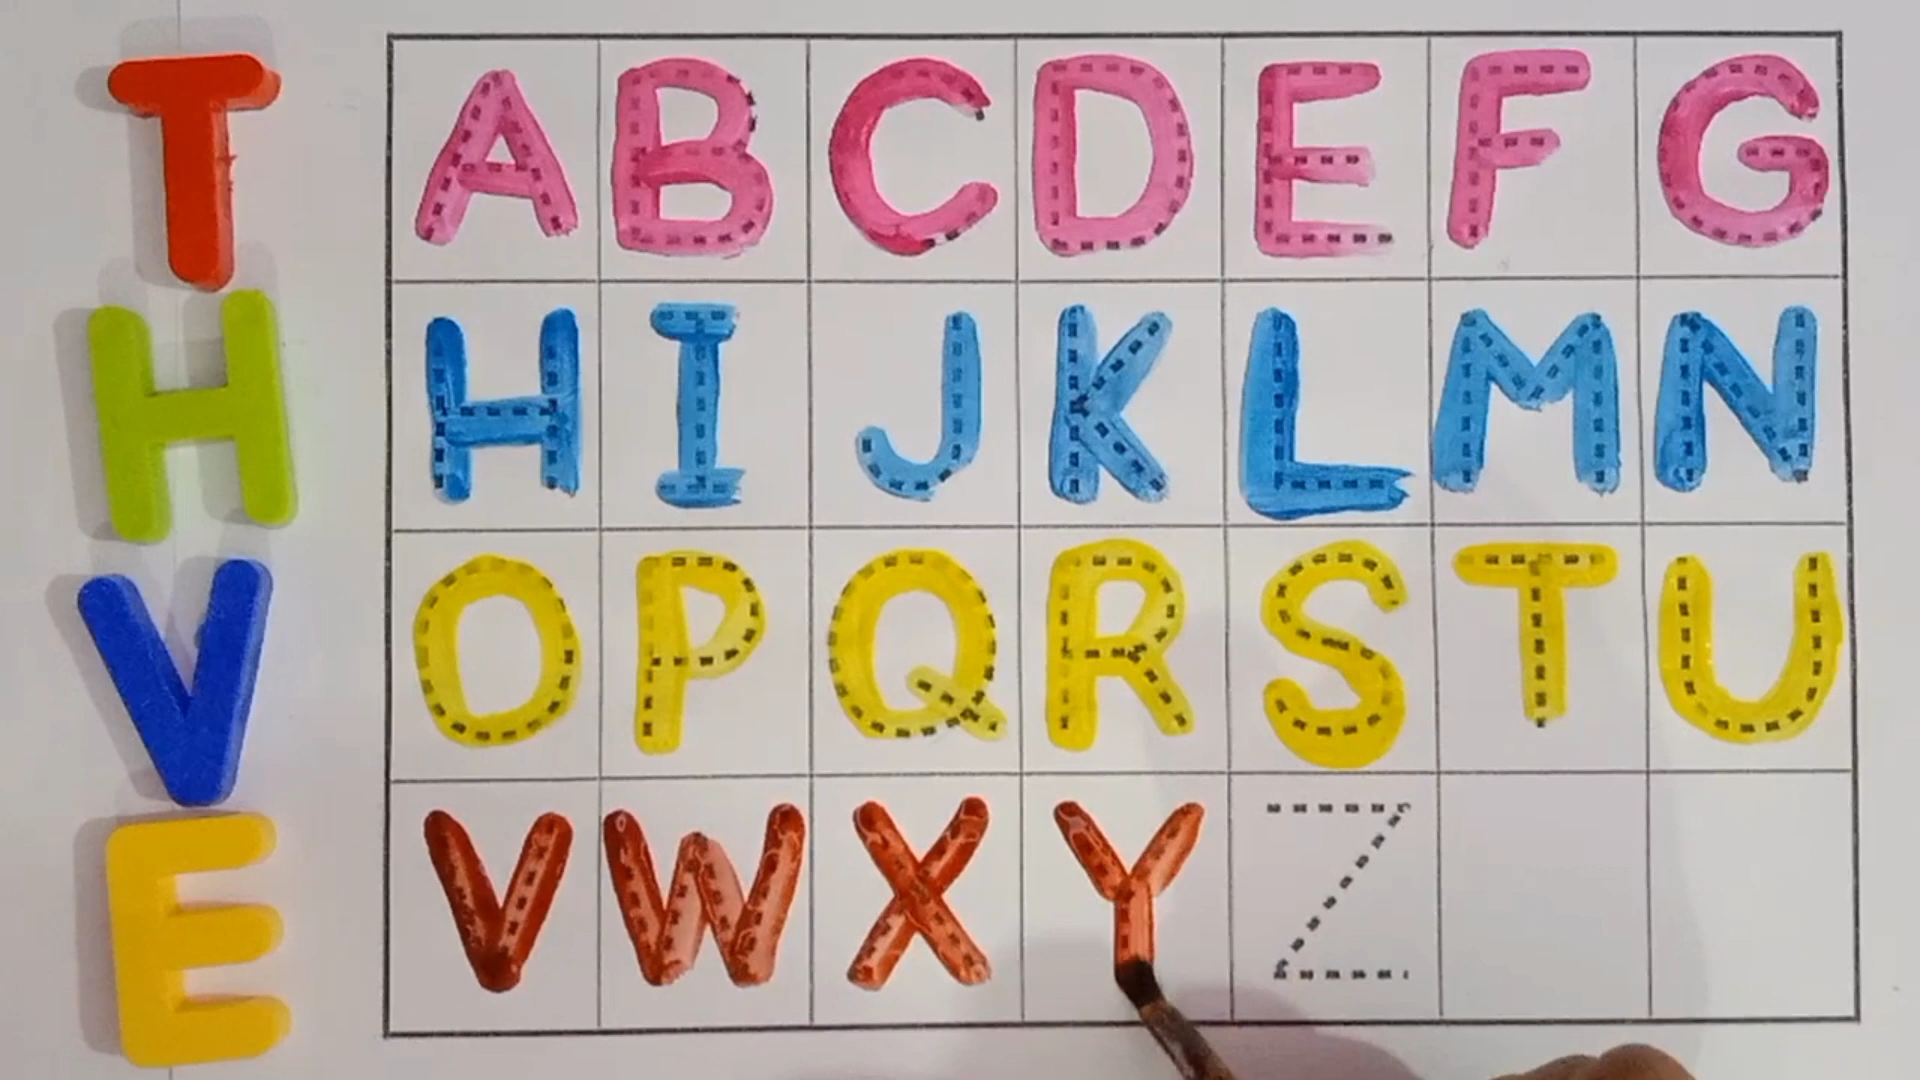 T
H
V
E
A B C D E F G
H I J K L M N
O P Q R S T U
V W X Y Z